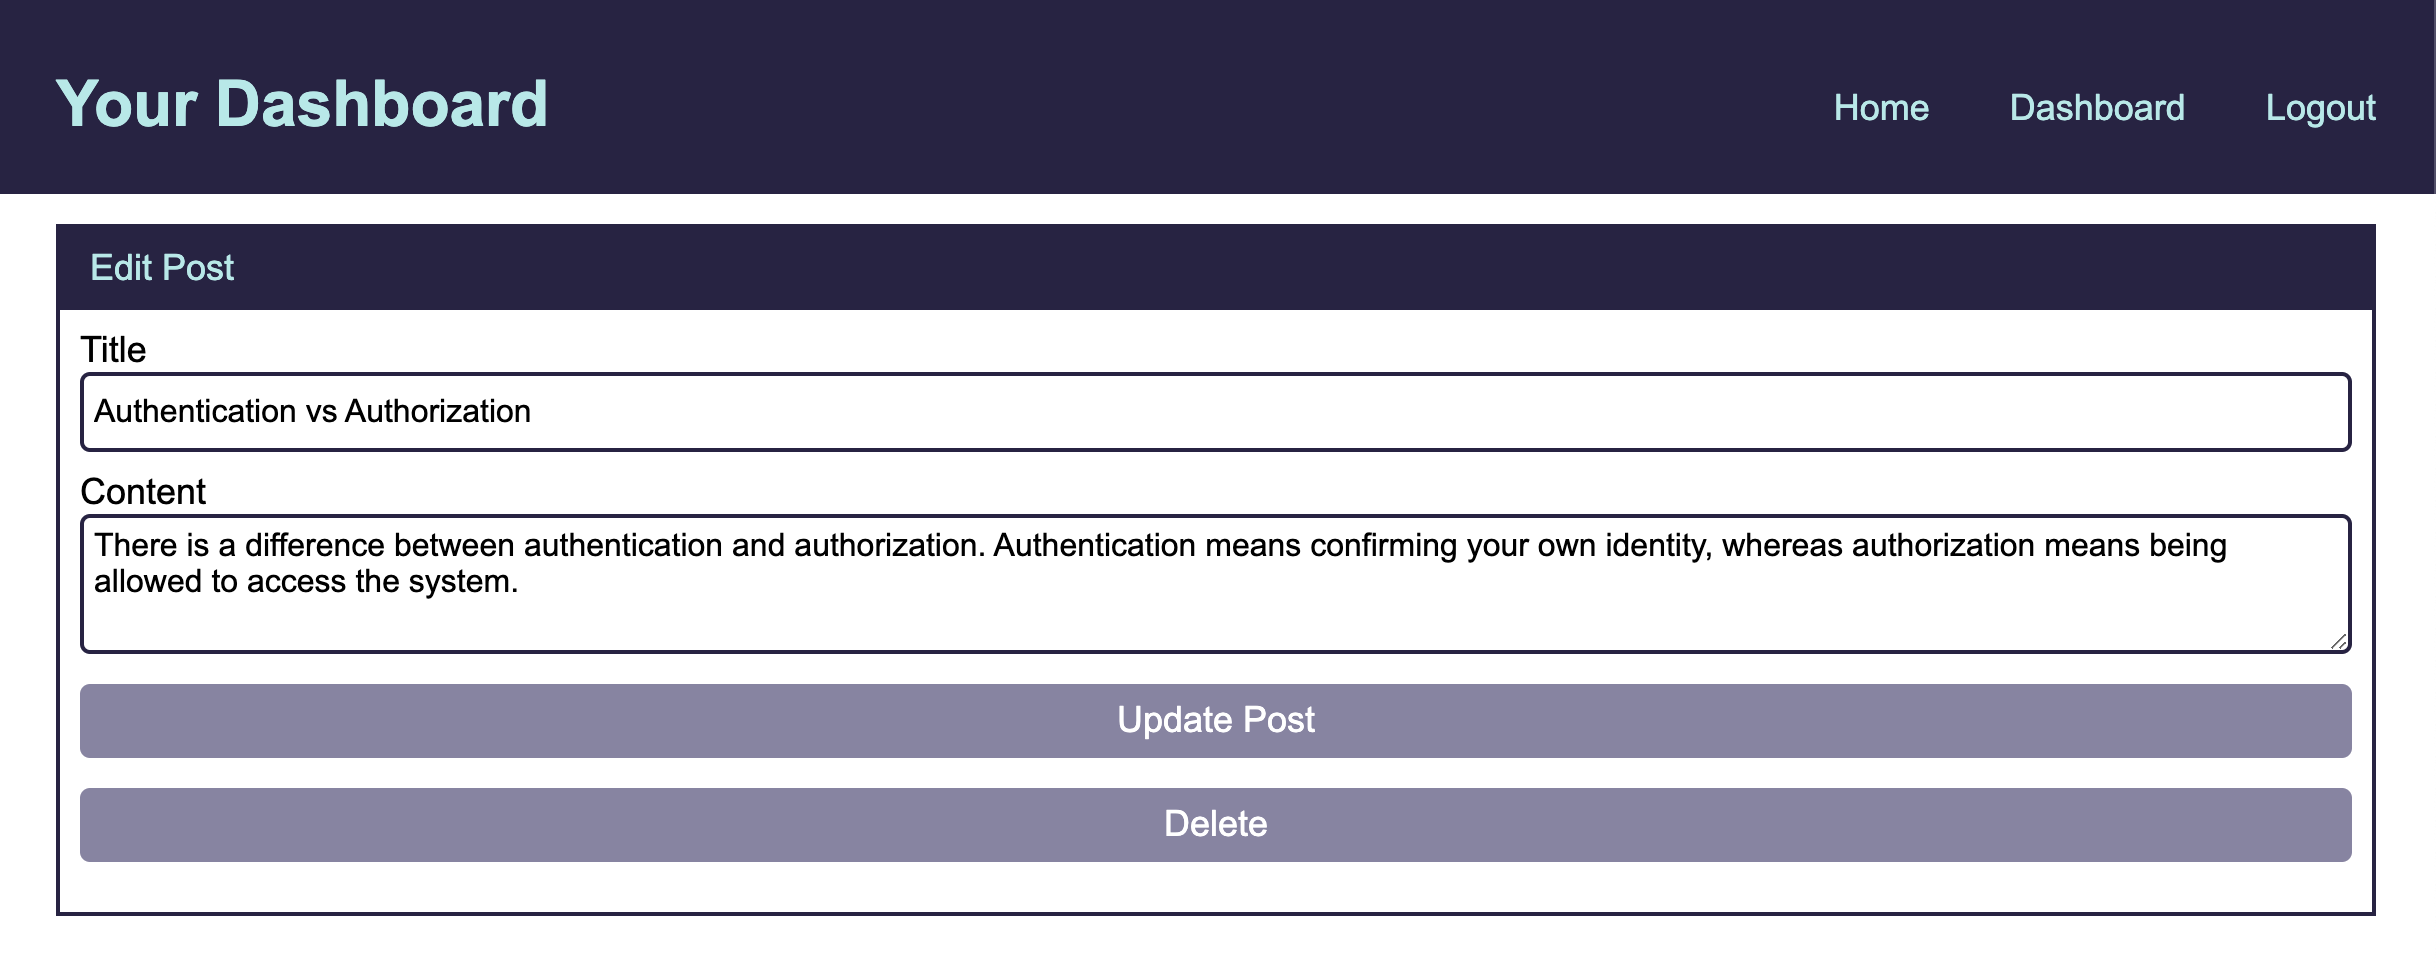 Your Dashboard
Home Dashboard Logout
Edit Post
Title
Authentication vs Authorization
Content
There is a difference between authentication and authorization. Authentication means confirming your own identity, whereas authorization means being
allowed to access the system.
Update Post
Delete